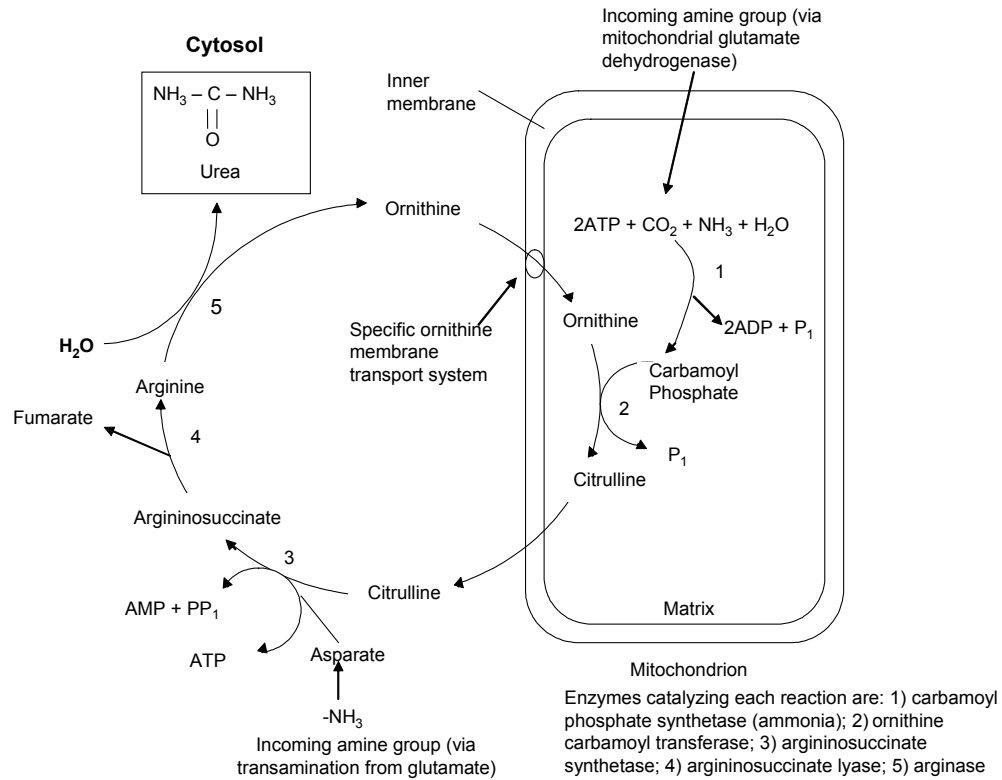 Cytosol
NH3 – C – NH3
O
Urea
Inner
membrane
Incoming amine group (via
mitochondrial glutamate
dehydrogenase)
Ornithine
2ATP + CO2 + NH3 + H2O
1
2ADP + P1
Carbamoyl
Phosphate
Ornithine
2
P1
Citrulline
Specific ornithine
membrane
transport system
5
H2O
Arginine
Fumarate
4
Argininosuccinate
3
Citrulline
AMP + PP1
ATP
Asparate
-NH3
Incoming amine group (via
transamination from glutamate)
Matrix
Mitochondrion
Enzymes catalyzing each reaction are: 1) carbamoyl
phosphate synthetase (ammonia); 2) ornithine
carbamoyl transferase; 3) argininosuccinate
synthetase; 4) argininosuccinate lyase; 5) arginase